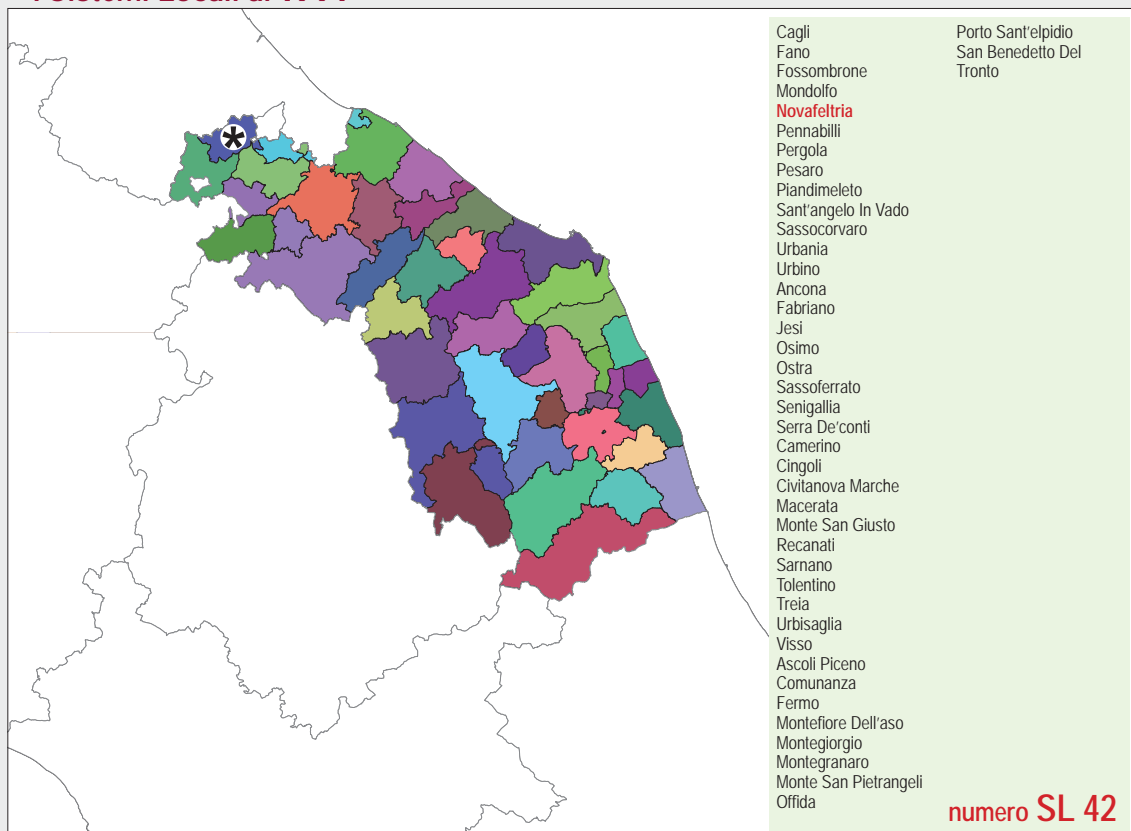 Cagli
Fano
Fossombrone
Mondolfo
Novafeltria
Pennabilli
Pergola
Pesaro
Piandimeleto
Sant'angelo In Vado
Sassocorvaro
Urbania
Urbino
Ancona
Fabriano
Jesi
Osimo
Ostra
Sassoferrato
Senigallia
Serra De'conti
Camerino
Cingoli
Civitanova Marche
Macerata
Monte San Giusto
Recanati
Sarnano
Tolentino
Treia
Urbisaglia
Visso
Ascoli Piceno
Comunanza
Fermo
Montefiore Dell'aso
Montegiorgio
Montegranaro
Monte San Pietrangeli
Offida
Porto Sant'elpidio
San Benedetto Del
Tronto
numero SL 42